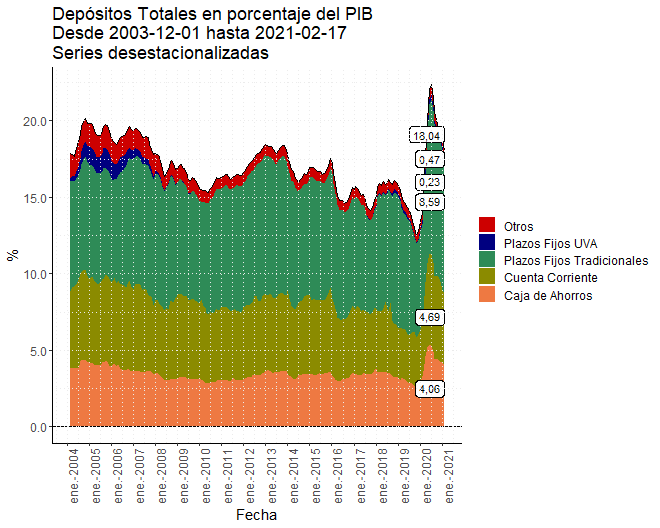 Depósitos Totales en porcentaje del PIB
Desde 2003-12-01 hasta 2021-02-17
Series desestacionalizadas
20.0
15.0
10.0
5.0
0.0
%
18,04
0,47
0,23
8,59
4,69
4,06
Otros
Plazos Fijos UVA
Plazos Fijos Tradicionales
Cuenta Corriente
Caja de Ahorros
ene.-2004
ene.-2005
ene.-2006
ene.-2007
ene.-2008
ene.-2009
ene.-2010
ene.-2011
ene.-2012
ene.-2013
ene.-2014
ene.-2015
ene.-2016
ene.-2017
ene.-2018
ene.-2019
ene.-2020
ene.-2021
Fecha